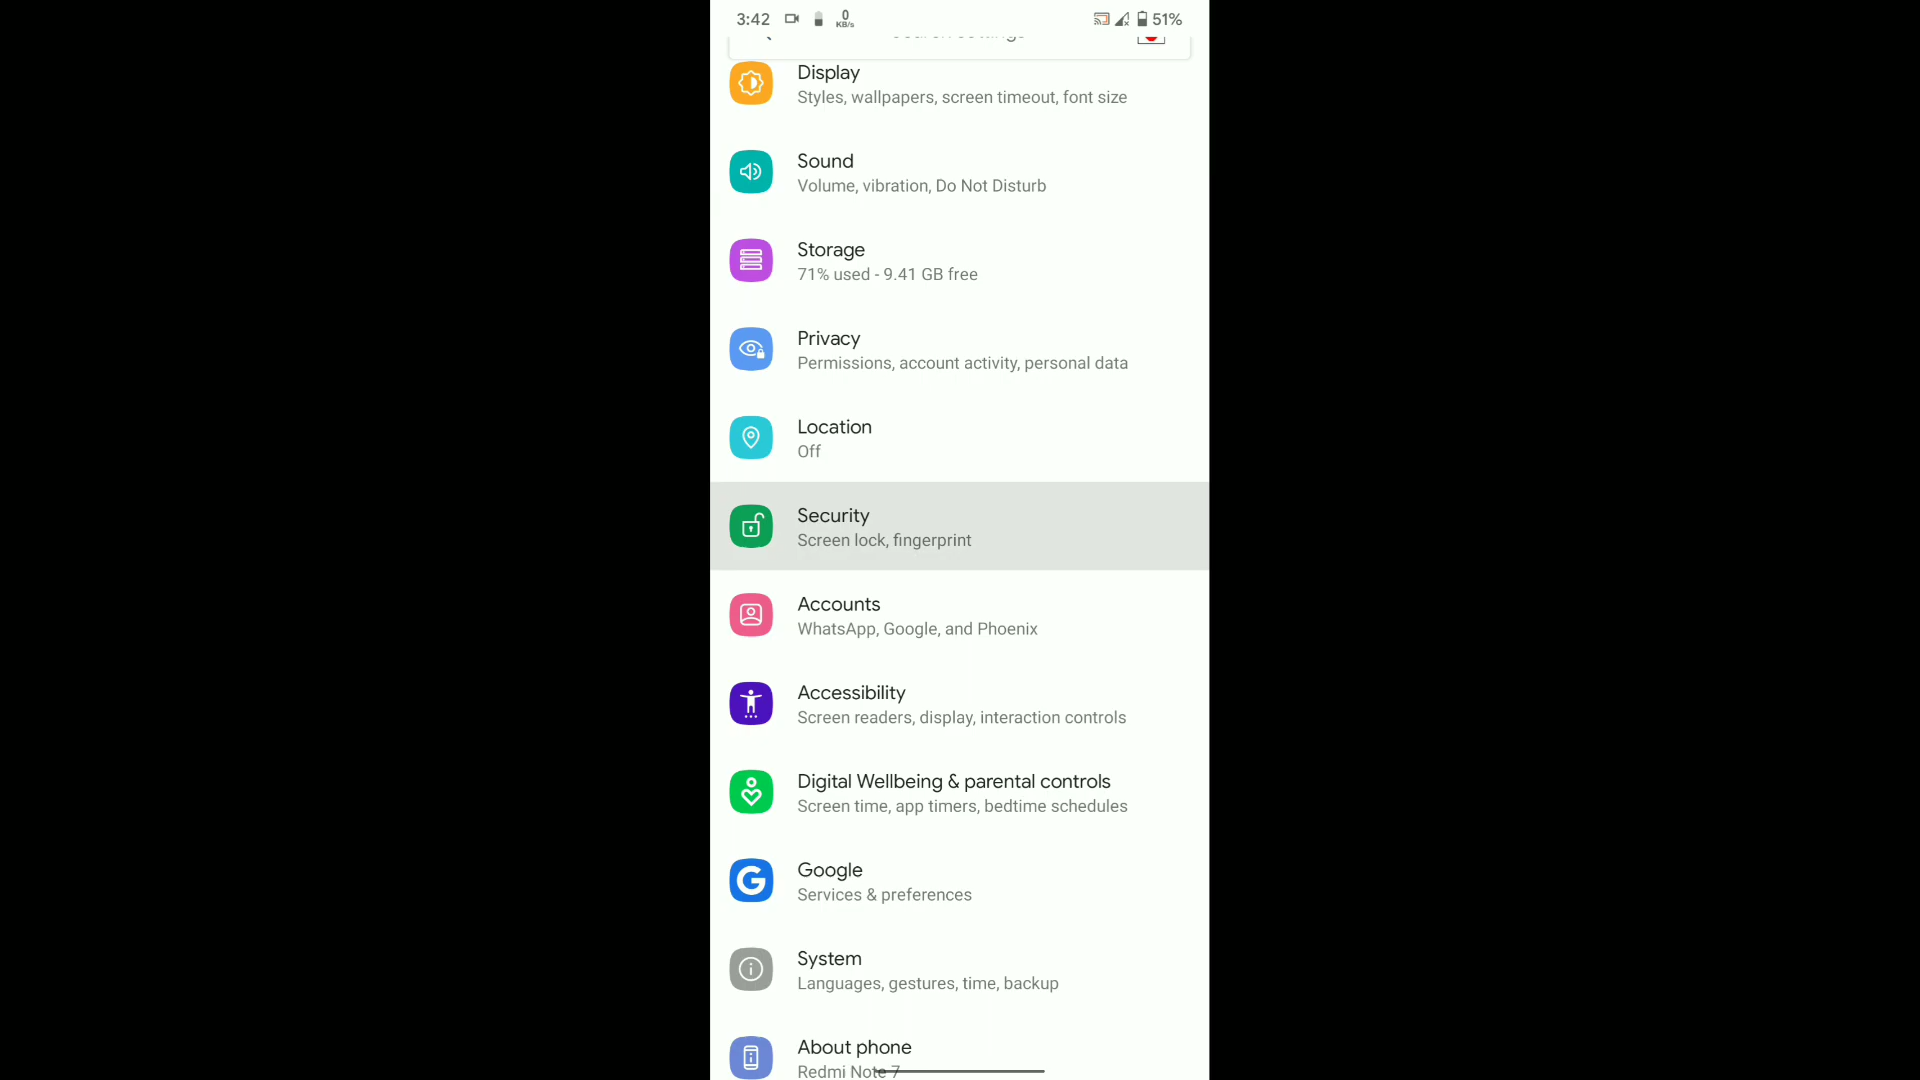 3:42
0
KB/s
51%
Display
Styles, wallpapers, screen timeout, font size
Sound
Volume, vibration, Do Not Disturb
Storage
71% used - 9.41 GB free
Privacy
Permissions, account activity, personal data
Location
Off
Security
Screen lock, fingerprint
Accounts
WhatsApp, Google, and Phoenix
Accessibility
Screen readers, display, interaction controls
Digital Wellbeing & parental controls
Screen time, app timers, bedtime schedules
Google
Services & preferences
System
Languages, gestures, time, backup
About phone
Redmi Note 7